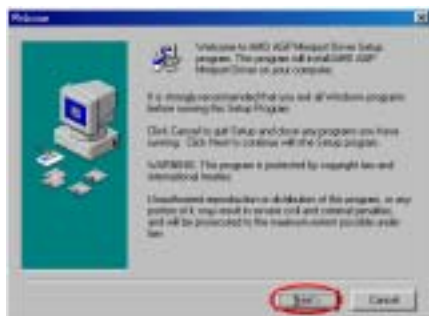 Welcome
Welcome to AMD AGP Miniport Driver Setup
program. This program will install AMD AGP
Miniport Driver on your computer.
It is strongly recommended that you exit all Windows programs
before running this Setup Program.
Click Cancel to quit Setup and close any programs you have
running. Click Next to continue with the Setup program.
WARNING: This program is protected by copyright law and
international treaties.
Unauthorized reproduction or distribution of this program, or any
portion of it, may result in severe civil and criminal penalties,
and will be prosecuted to the maximum extent possible under
law.
Next >
Cancel